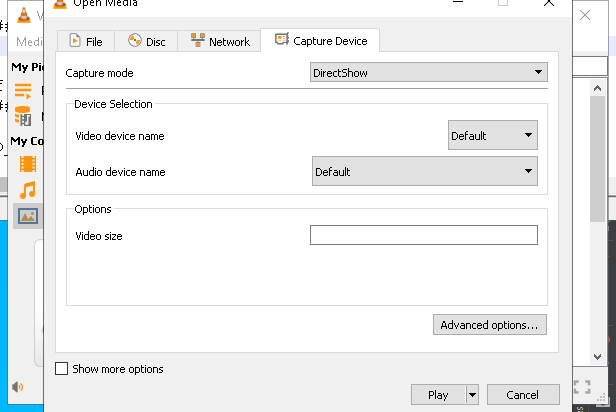 Open Media
Medi
File
Disc
Network
Capture Device
My Pi
Capture mode
DirectShow
Device Selection
Video device name
Default
My Co
Audio device name
Default
Options
Video size
Advanced options...
Show more options
Play
Cancel